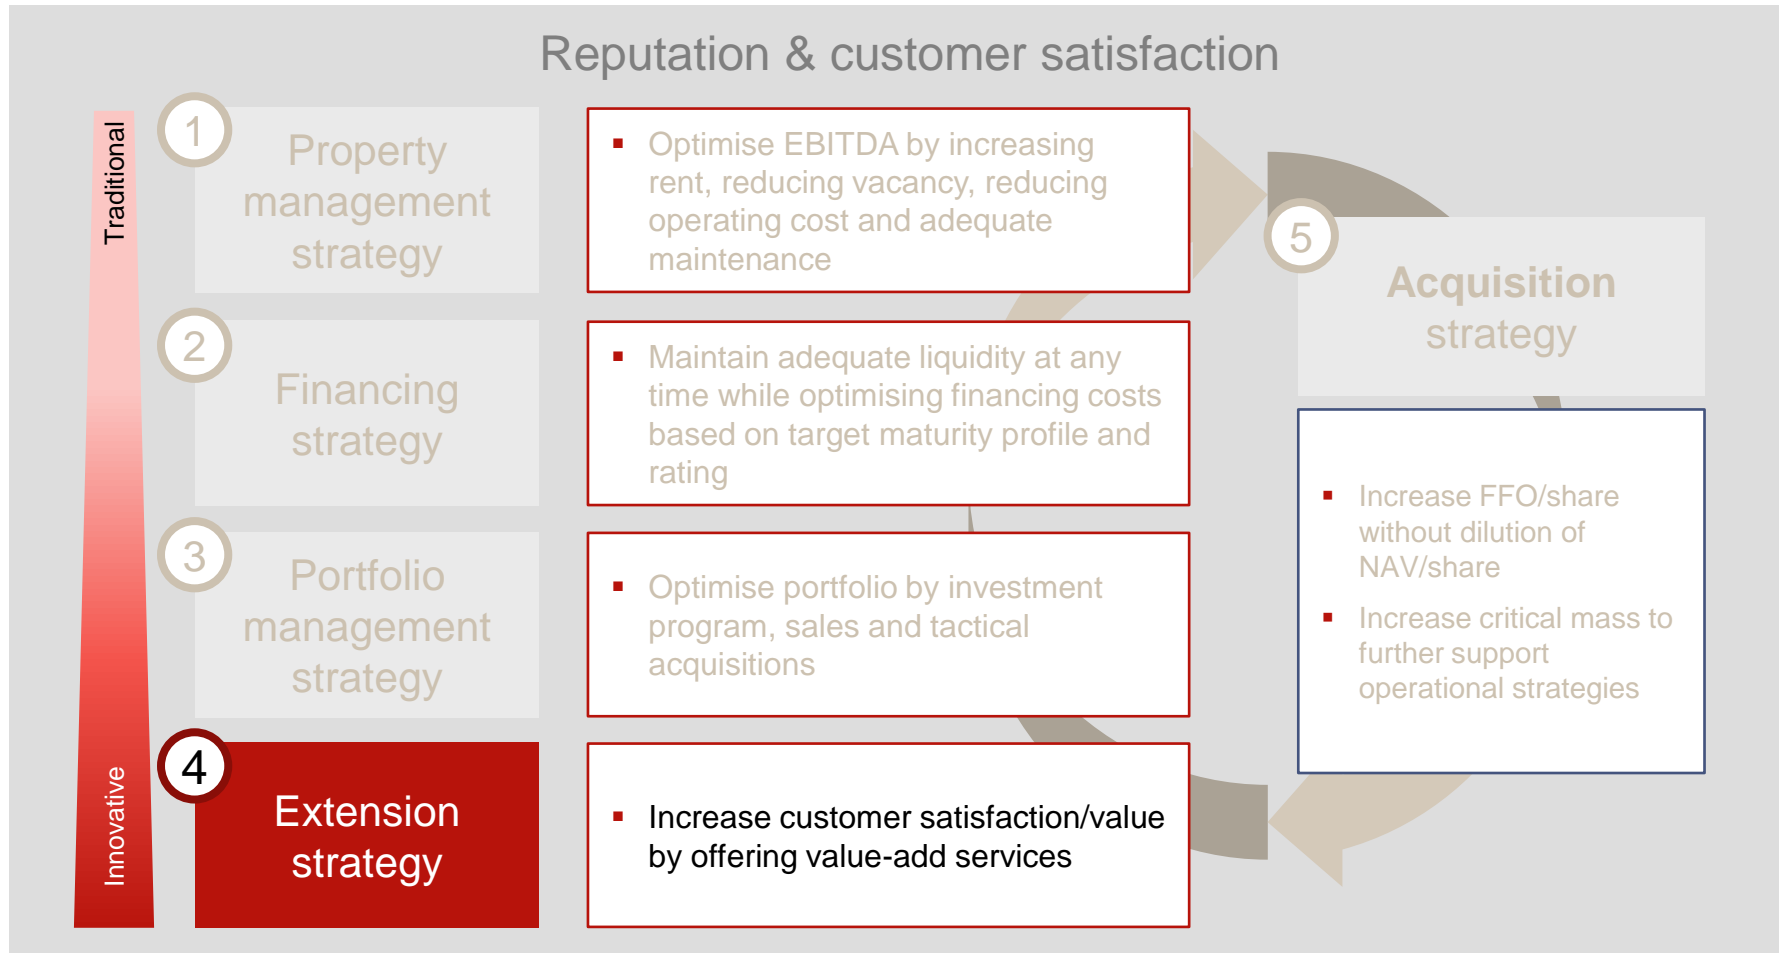 Reputation & customer satisfaction
Traditional
Innovative
1
Property
management
strategy
▪ Optimise EBITDA by increasing
rent, reducing vacancy, reducing
operating cost and adequate
maintenance
2
Financing
strategy
▪ Maintain adequate liquidity at any
time while optimising financing costs
based on target maturity profile and
rating
3
Portfolio
management
strategy
▪ Optimise portfolio by investment
program, sales and tactical
acquisitions
4
Extension
strategy
▪ Increase customer satisfaction/value
by offering value-add services
5
Acquisition
strategy
▪ Increase FFO/share
without dilution of
NAV/share
▪ Increase critical mass to
further support
operational strategies